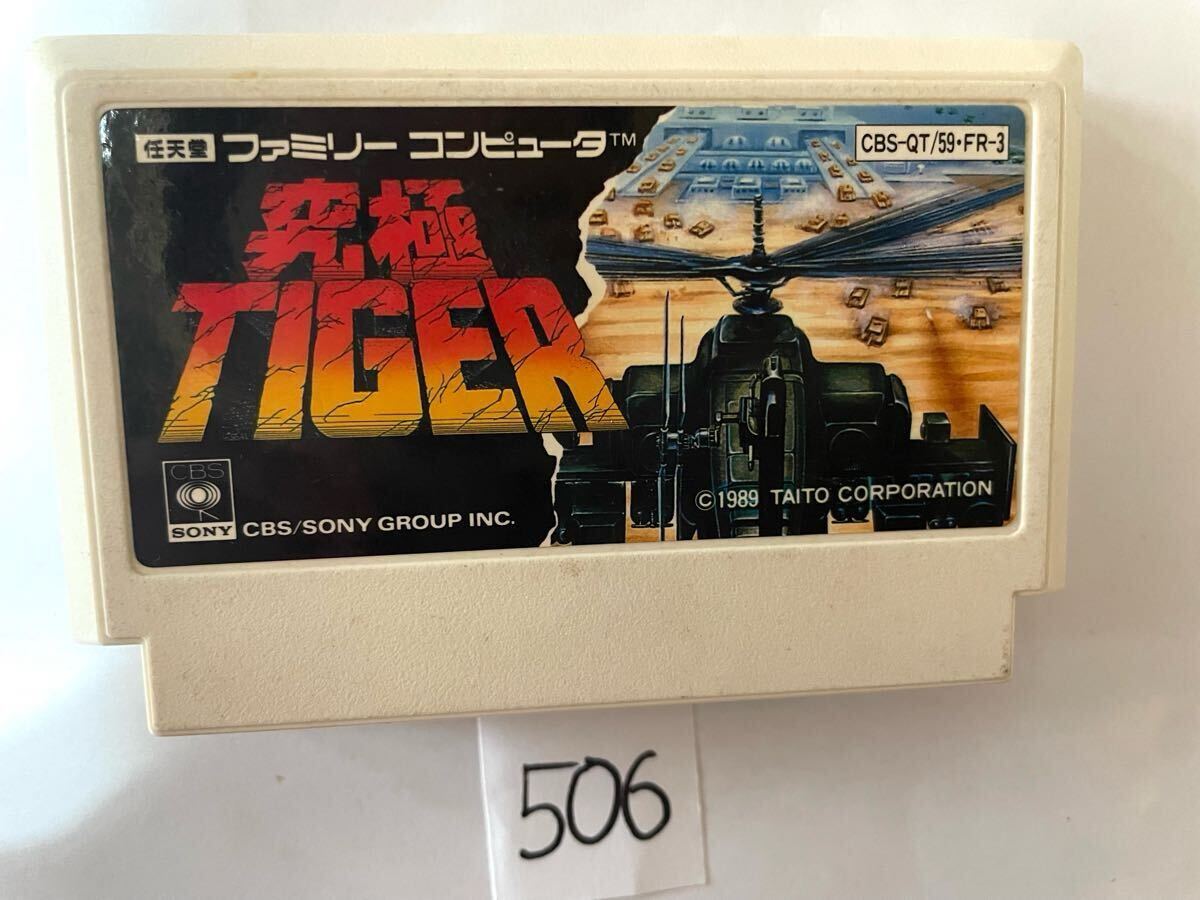 任天堂 ファミリー コンピュータ™
CBS-QT/59・FR-3
究極
TIGER
CBS
SONY
CBS/SONY GROUP INC.
©1989 TAITO CORPORATION
506